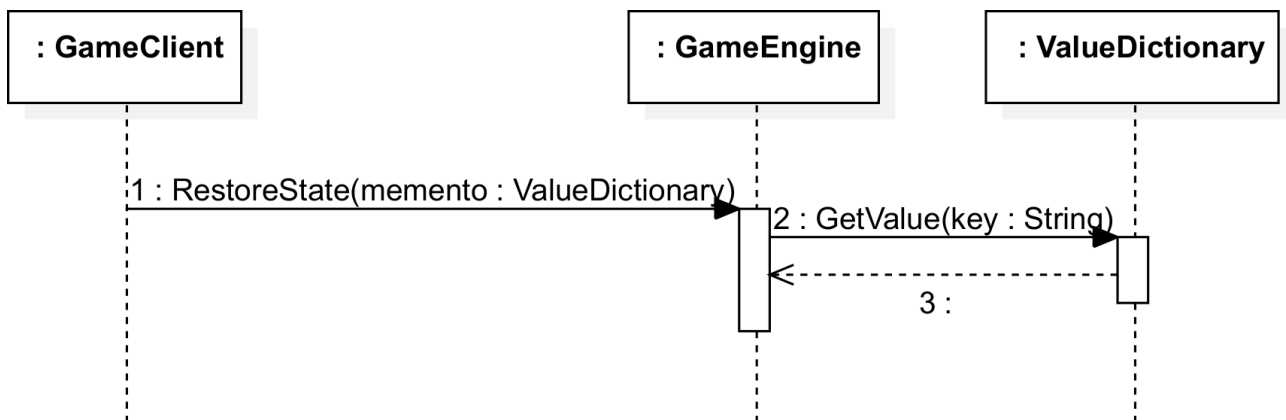 : GameClient
: GameEngine
: ValueDictionary
1 : RestoreState(memento : ValueDictionary)
2 : GetValue(key : String)
3 :